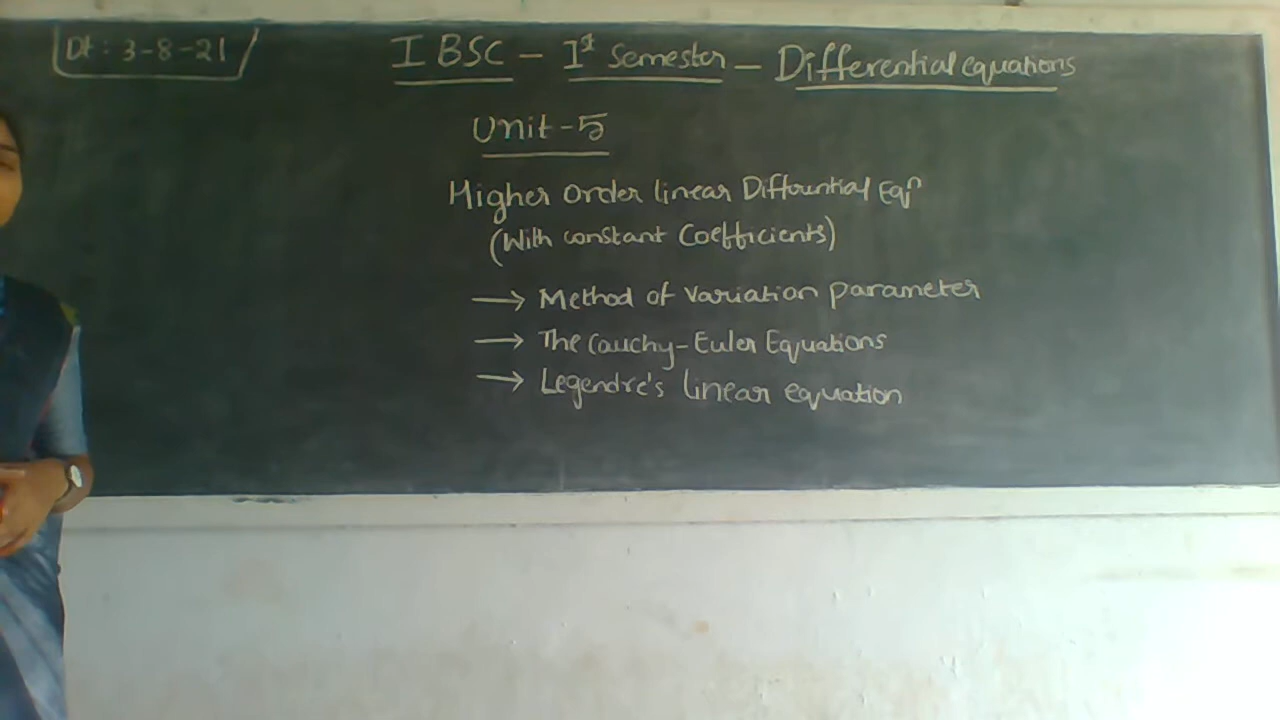 Dt: 3-8-21
I BSC - Ist Semester - Differential equations
Unit-5
Higher Order linear Differential Eqn
(With constant Coefficients)
→ Method of Variation parameter
→ The Cauchy-Euler Equations
→ Legendre's linear equation